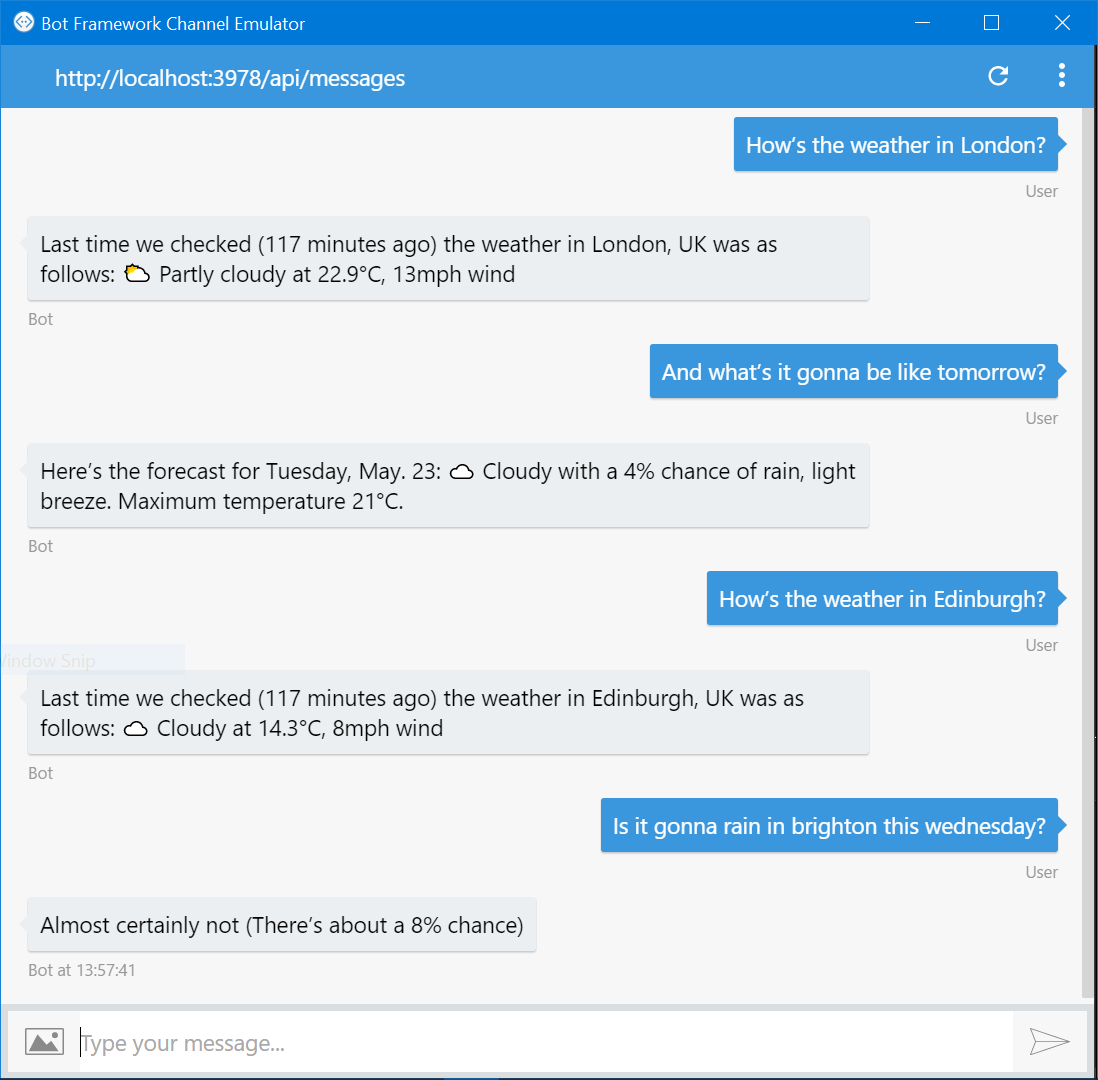 Bot Framework Channel Emulator
http://localhost:3978/api/messages
How’s the weather in London?
User
Last time we checked (117 minutes ago) the weather in London, UK was as
follows: ⛅ Partly cloudy at 22.9°C, 13mph wind
Bot
And what’s it gonna be like tomorrow?
User
Here’s the forecast for Tuesday, May. 23: ☁ Cloudy with a 4% chance of rain, light
breeze. Maximum temperature 21°C.
Bot
How’s the weather in Edinburgh?
User
Window Snip
Last time we checked (117 minutes ago) the weather in Edinburgh, UK was as
follows: ☁ Cloudy at 14.3°C, 8mph wind
Bot
Is it gonna rain in brighton this wednesday?
User
Almost certainly not (There’s about a 8% chance)
Bot at 13:57:41
Type your message...